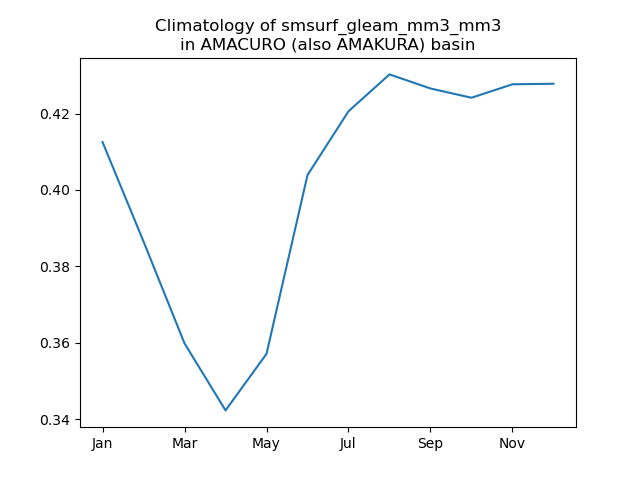 Climatology of smsurf_gleam_mm3_mm3
in AMACURO (also AMAKURA) basin
0.42
0.40
0.38
0.36
0.34
Jan Mar May Jul Sep Nov